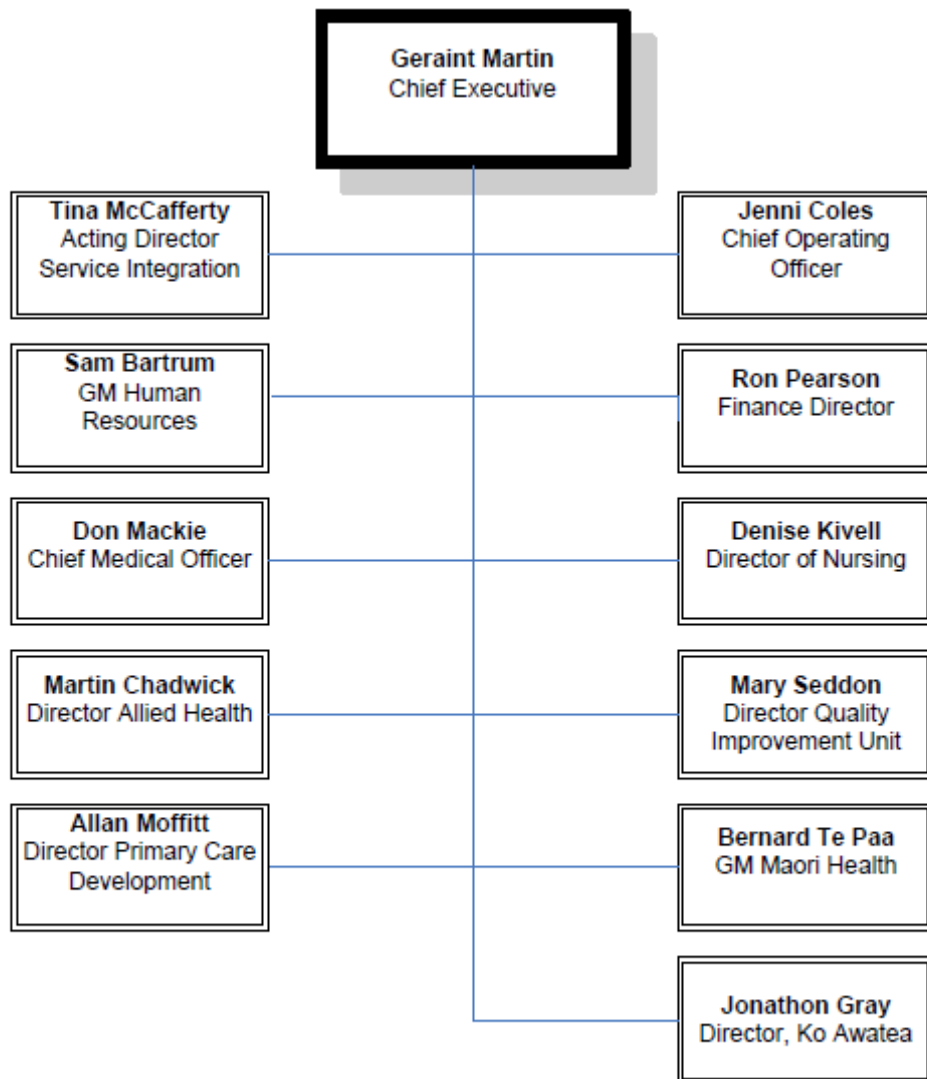 Geraint Martin
Chief Executive
Tina McCafferty
Acting Director
Service Integration
Jenni Coles
Chief Operating
Officer
Sam Bartrum
GM Human
Resources
Ron Pearson
Finance Director
Don Mackie
Chief Medical Officer
Denise Kivell
Director of Nursing
Martin Chadwick
Director Allied Health
Mary Seddon
Director Quality
Improvement Unit
Allan Moffitt
Director Primary Care
Development
Bernard Te Paa
GM Maori Health
Jonathon Gray
Director, Ko Awatea